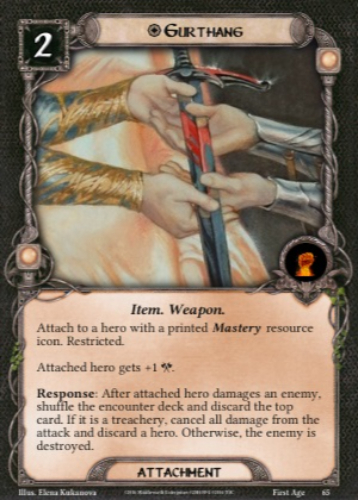 2
Gurthang
Item. Weapon.
Attach to a hero with a printed Mastery resource
icon. Restricted.
Attached hero gets +1
Response: After attached hero damages an enemy,
shuffle the encounter deck and discard the top
card. If it is a treachery, cancel all damage from
the attack and discard a hero. Otherwise, the enemy
is destroyed.
ATTACHMENT
Illus. Elena Kukanova
First Age
65